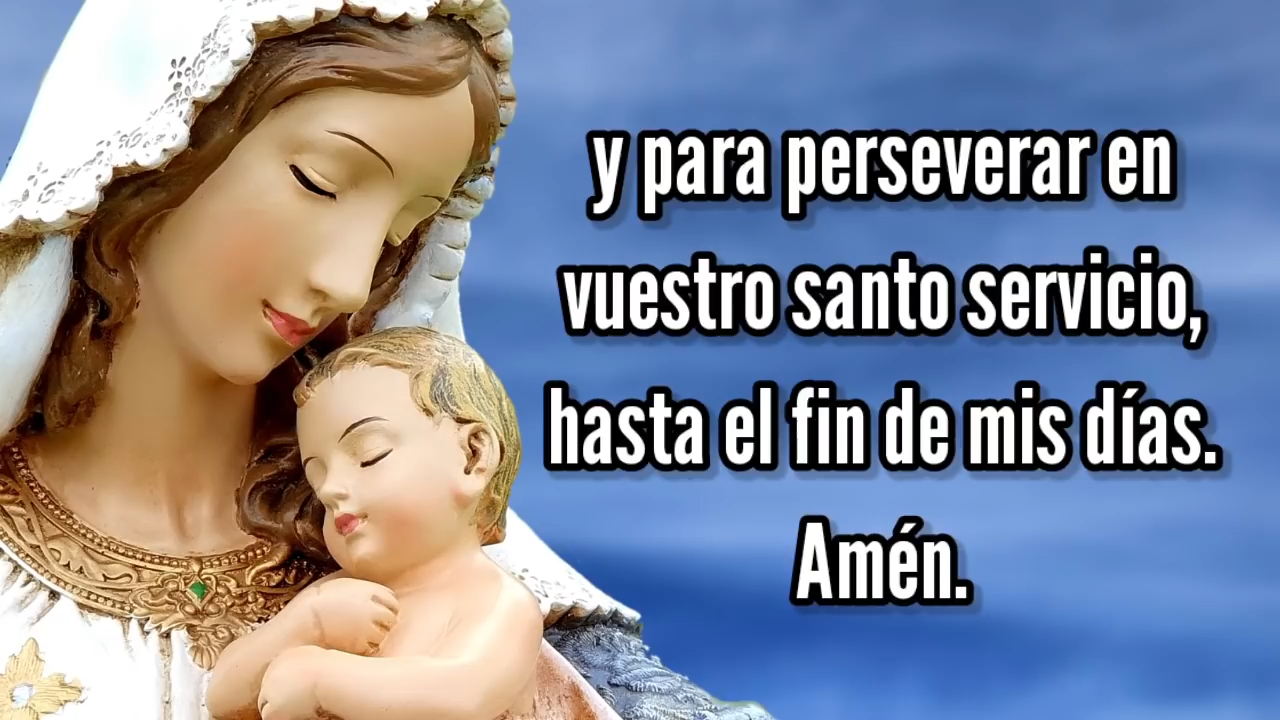 y para perseverar en
vuestro santo servicio,
hasta el fin de mis días.
Amén.